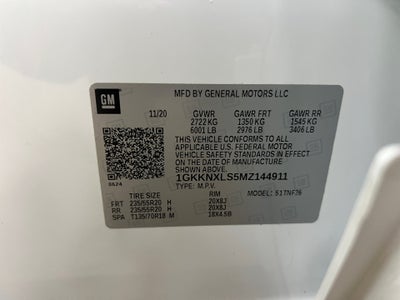 GM
MFD BY GENERAL MOTORS LLC
11/20 GVWR GAWR FRT GAWR RR
2722 KG 1350 KG 1545 KG
6001 LB 2976 LB 3406 LB
THIS VEHICLE CONFORMS TO ALL
APPLICABLE U.S. FEDERAL MOTOR
VEHICLE SAFETY STANDARDS IN EFFECT
ON THE DATE OF MANUFACTURE
SHOWN ABOVE.
1GKKNXLS5MZ144911
TYPE: M.P.V. MODEL: 517NF26
TIRE SIZE RIM
FRT 235/55R20 H 20X8J
RR 235/55R20 H 20X8J
SPA T135/70R18 M 18X4.5B